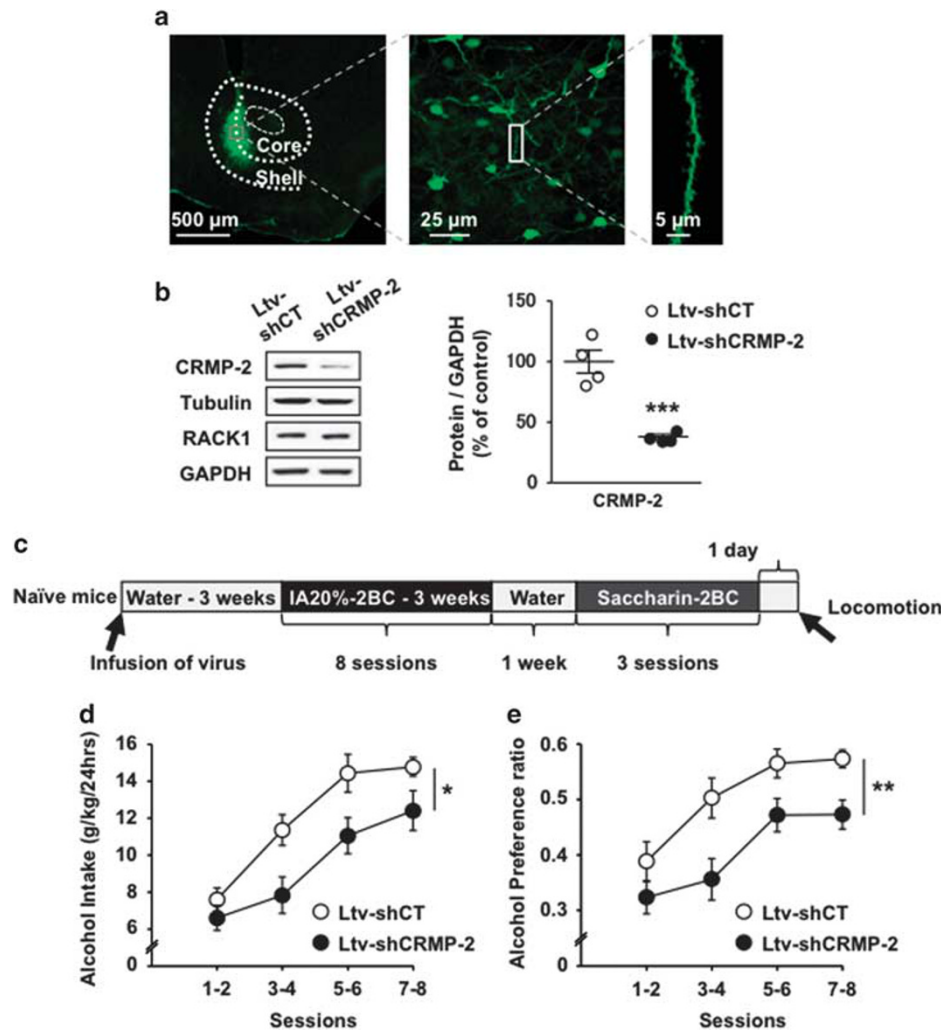 a
Core
Shell
500 µm
25 µm
5 µm
b
Ltv-shCT
Ltv-shCRMP-2
CRMP-2
Tubulin
RACK1
GAPDH
Protein / GAPDH
(% of control)
150
100
50
0
***
CRMP-2
Ltv-shCT
Ltv-shCRMP-2
c
1 day
Naïve mice
Water - 3 weeks
IA20%-2BC - 3 weeks
Water
Saccharin-2BC
Locomotion
Infusion of virus
8 sessions
1 week
3 sessions
d
Alcohol Intake (g/kg/24hrs)
16
14
12
10
8
6
0
*
Ltv-shCT
Ltv-shCRMP-2
1-2
3-4
5-6
7-8
Sessions
e
Alcohol Preference ratio
0.6
0.5
0.4
0.3
0
**
Ltv-shCT
Ltv-shCRMP-2
1-2
3-4
5-6
7-8
Sessions